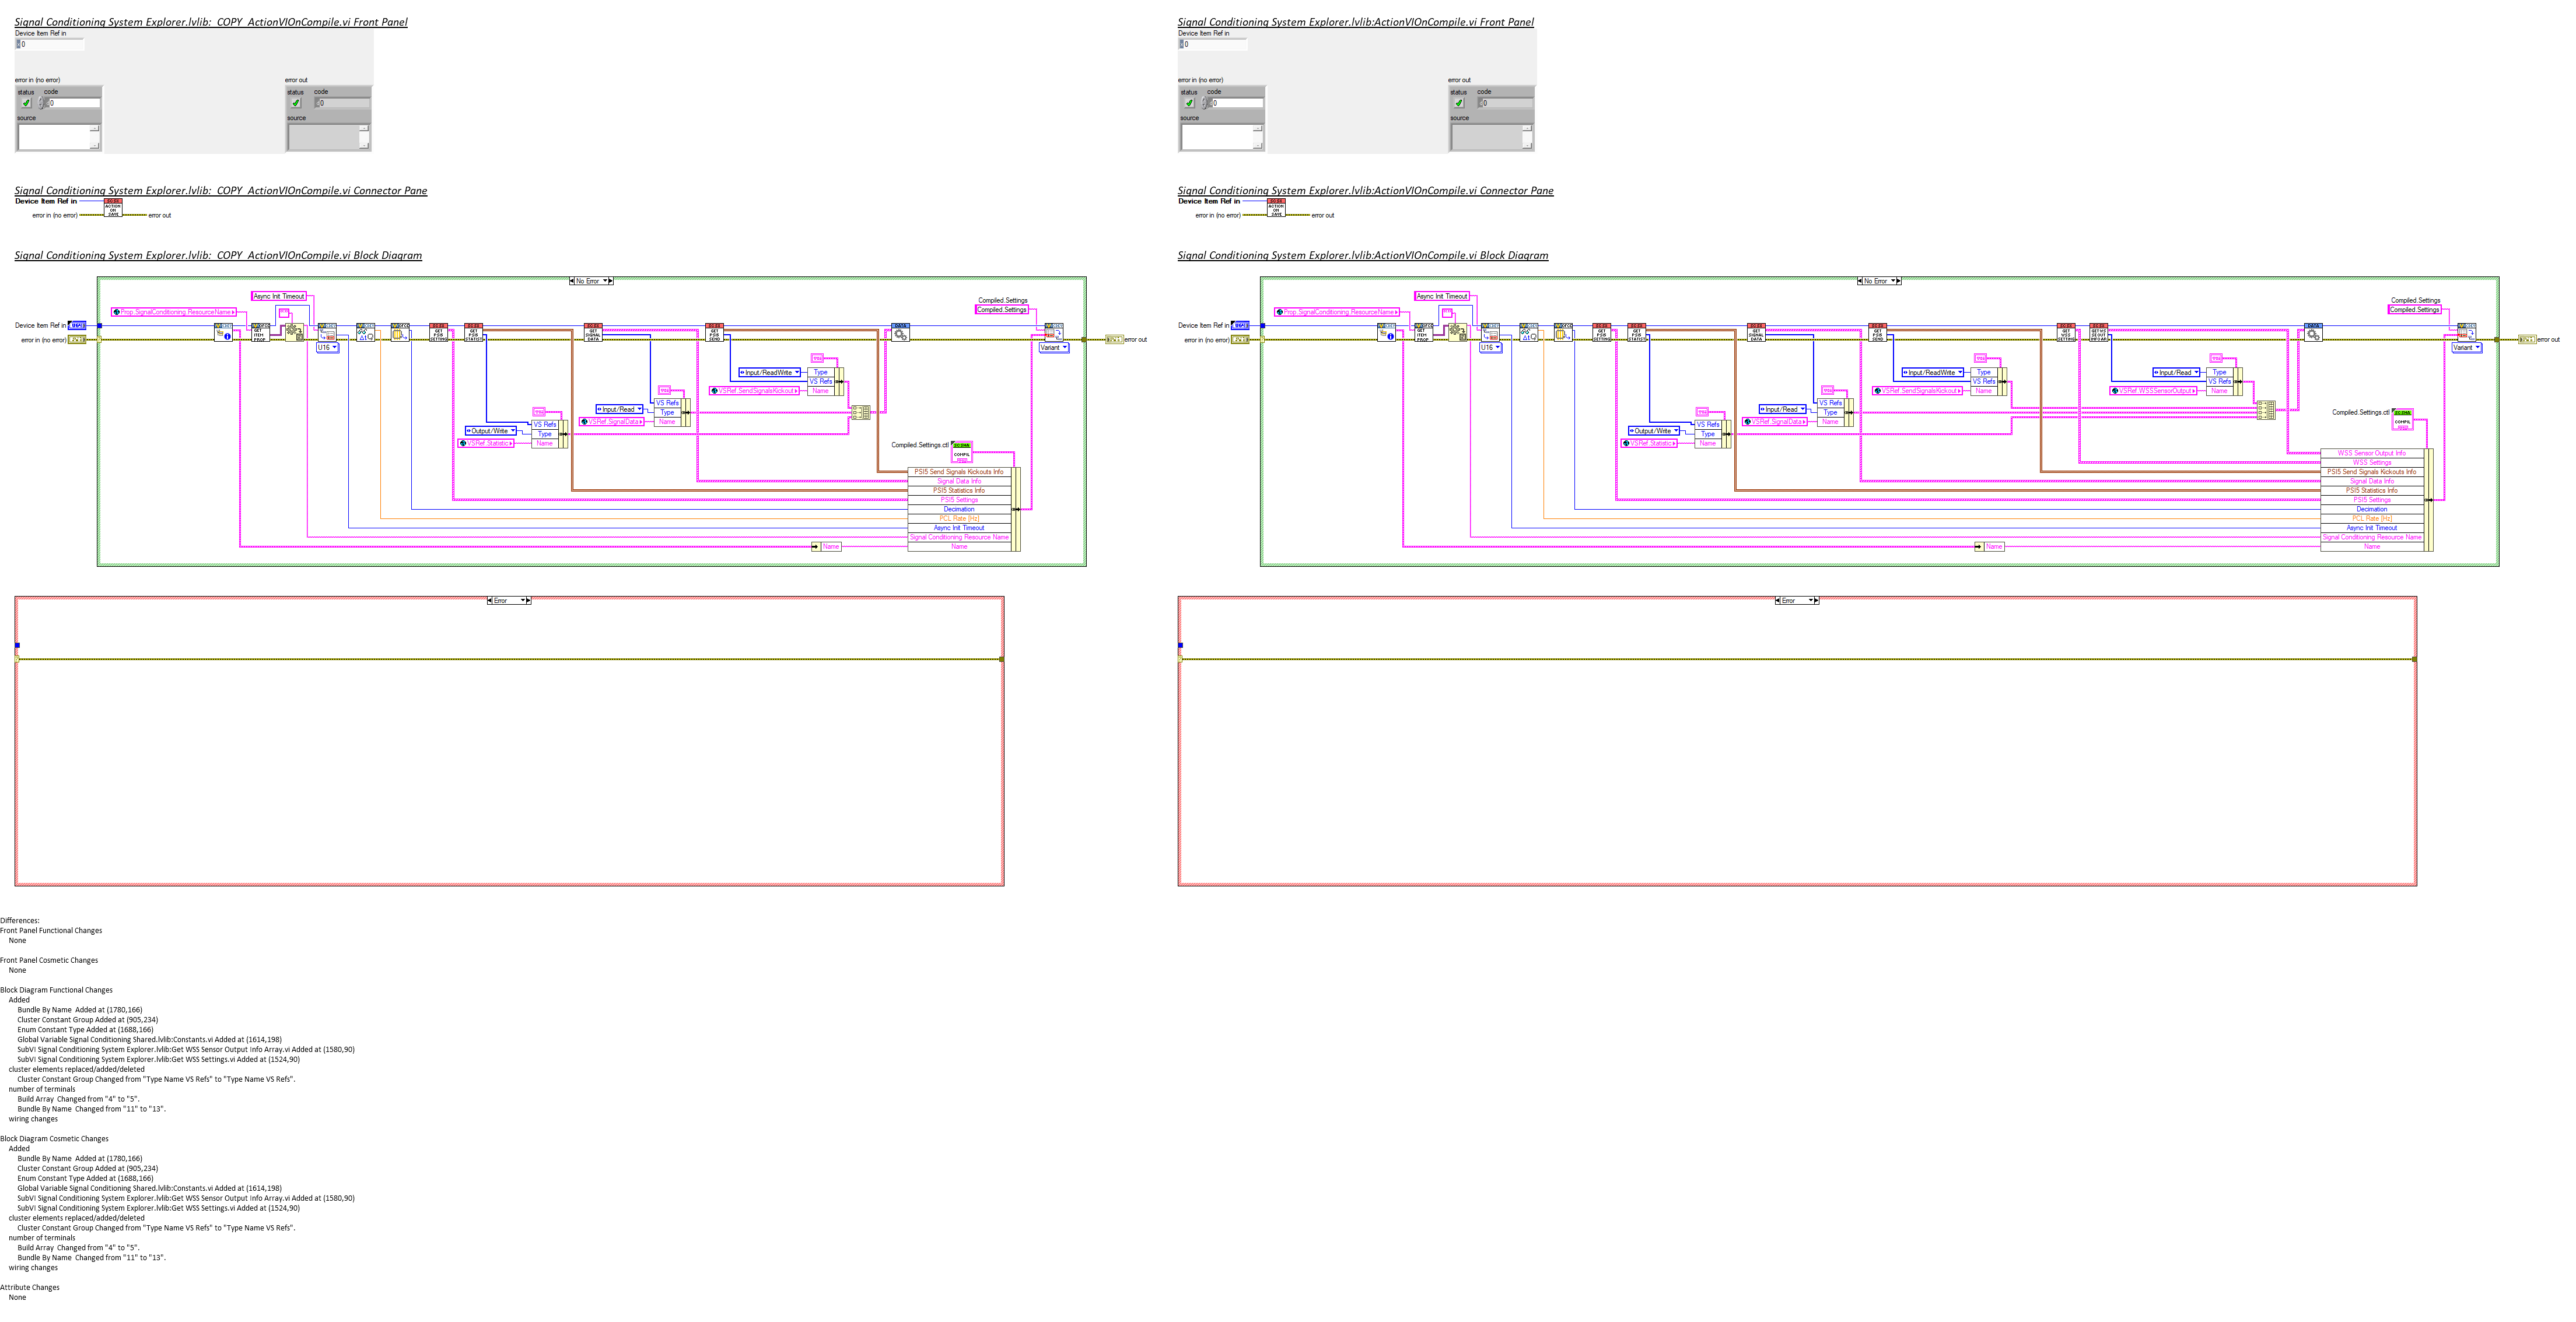 Signal Conditioning System Explorer.lvlib:_COPY_ActionVIOnCompile.vi Front Panel
Device Item Ref in
0
error in (no error)
status
code
0
source
error out
status
code
0
source
Signal Conditioning System Explorer.lvlib:_COPY_ActionVIOnCompile.vi Connector Pane
Device Item Ref in
error in (no error)
ACTION
ON
SAVE
error out
Signal Conditioning System Explorer.lvlib:_COPY_ActionVIOnCompile.vi Block Diagram
No Error
Async Init Timeout
Prop.SignalConditioning.ResourceName
Device Item Ref in
error in (no error)
U16
Compiled.Settings
Compiled.Settings
Variant
error out
Input/ReadWrite
Type
VS Refs
VSRef.SendSignalsKickout
Name
VS Refs
Input/Read
Type
VSRef.SignalData
Name
VS Refs
Output/Write
Type
VSRef.Statistic
Name
Compiled.Settings.ctl
PSI5 Send Signals Kickouts Info
Signal Data Info
PSI5 Statistics Info
PSI5 Settings
Decimation
PCL Rate [Hz]
Async Init Timeout
Signal Conditioning Resource Name
Name
Name
Error
Signal Conditioning System Explorer.lvlib:ActionVIOnCompile.vi Front Panel
Device Item Ref in
0
error in (no error)
status
code
0
source
error out
status
code
0
source
Signal Conditioning System Explorer.lvlib:ActionVIOnCompile.vi Connector Pane
Device Item Ref in
error in (no error)
ACTION
ON
SAVE
error out
Signal Conditioning System Explorer.lvlib:ActionVIOnCompile.vi Block Diagram
No Error
Async Init Timeout
Prop.SignalConditioning.ResourceName
Device Item Ref in
error in (no error)
U16
Compiled.Settings
Compiled.Settings
Variant
error out
Input/ReadWrite
Type
VS Refs
VSRef.SendSignalsKickout
Name
Input/Read
Type
VS Refs
VSRef.WSSSensorOutput
Name
VS Refs
Input/Read
Type
VSRef.SignalData
Name
VS Refs
Output/Write
Type
VSRef.Statistic
Name
Compiled.Settings.ctl
WSS Sensor Output Info
WSS Settings
PSI5 Send Signals Kickouts Info
Signal Data Info
PSI5 Statistics Info
PSI5 Settings
Decimation
PCL Rate [Hz]
Async Init Timeout
Signal Conditioning Resource Name
Name
Name
Error
Differences:
Front Panel Functional Changes
None
Front Panel Cosmetic Changes
None
Block Diagram Functional Changes
Added
Bundle By Name  Added at (1780,166)
Cluster Constant Group Added at (905,234)
Enum Constant Type Added at (1688,166)
Global Variable Signal Conditioning Shared.lvlib:Constants.vi Added at (1614,198)
SubVI Signal Conditioning System Explorer.lvlib:Get WSS Sensor Output Info Array.vi Added at (1580,90)
SubVI Signal Conditioning System Explorer.lvlib:Get WSS Settings.vi Added at (1524,90)
cluster elements replaced/added/deleted
Cluster Constant Group Changed from "Type Name VS Refs" to "Type Name VS Refs".
number of terminals
Build Array  Changed from "4" to "5".
Bundle By Name  Changed from "11" to "13".
wiring changes
Block Diagram Cosmetic Changes
Added
Bundle By Name  Added at (1780,166)
Cluster Constant Group Added at (905,234)
Enum Constant Type Added at (1688,166)
Global Variable Signal Conditioning Shared.lvlib:Constants.vi Added at (1614,198)
SubVI Signal Conditioning System Explorer.lvlib:Get WSS Sensor Output Info Array.vi Added at (1580,90)
SubVI Signal Conditioning System Explorer.lvlib:Get WSS Settings.vi Added at (1524,90)
cluster elements replaced/added/deleted
Cluster Constant Group Changed from "Type Name VS Refs" to "Type Name VS Refs".
number of terminals
Build Array  Changed from "4" to "5".
Bundle By Name  Changed from "11" to "13".
wiring changes
Attribute Changes
None